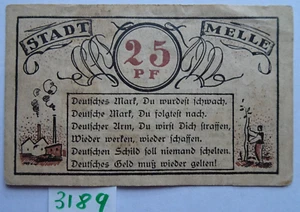 STADT MELLE
25
PF
Deutsches Mark, Du wurdest schwach.
Deutsche Mark, Du folgtest nach.
Deutscher Arm, Du wirst Dich straffen,
Wieder werken, wieder schaffen.
Deutschen Schild soll niemand schelten.
Deutsches Geld muß wieder gelten!
3189